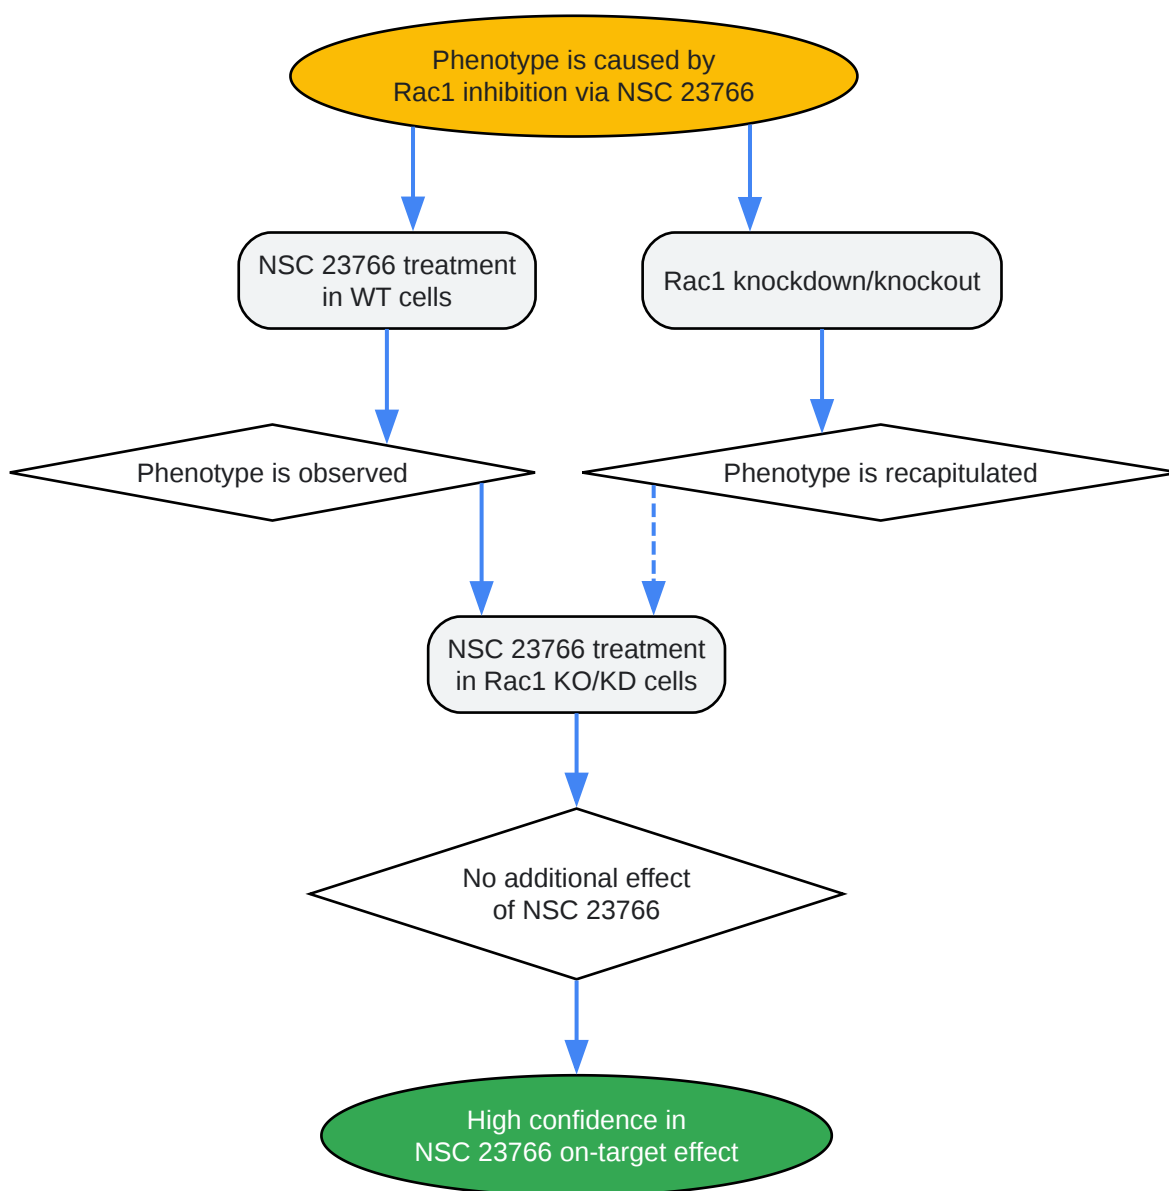 Phenotype is caused by
Rac1 inhibition via NSC 23766
NSC 23766 treatment
in WT cells
Rac1 knockdown/knockout
Phenotype is observed
Phenotype is recapitulated
NSC 23766 treatment
in Rac1 KO/KD cells
No additional effect
of NSC 23766
High confidence in
NSC 23766 on-target effect